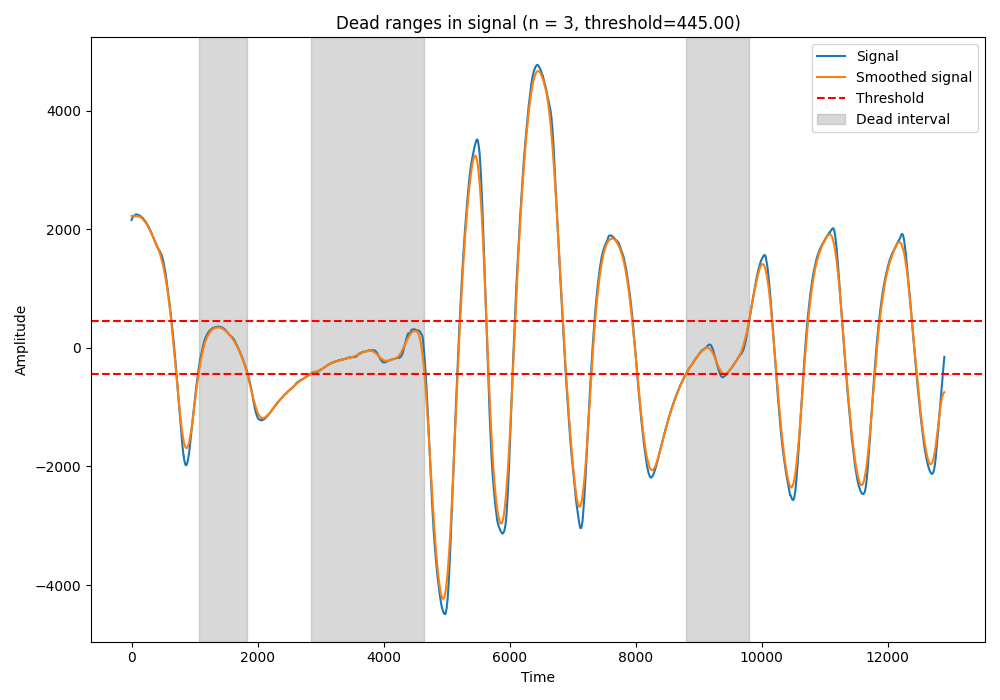 Dead ranges in signal (n = 3, threshold=445.00)
Signal
Smoothed signal
Threshold
Dead interval
4000
2000
0
−2000
−4000
Amplitude
0 2000 4000 6000 8000 10000 12000
Time